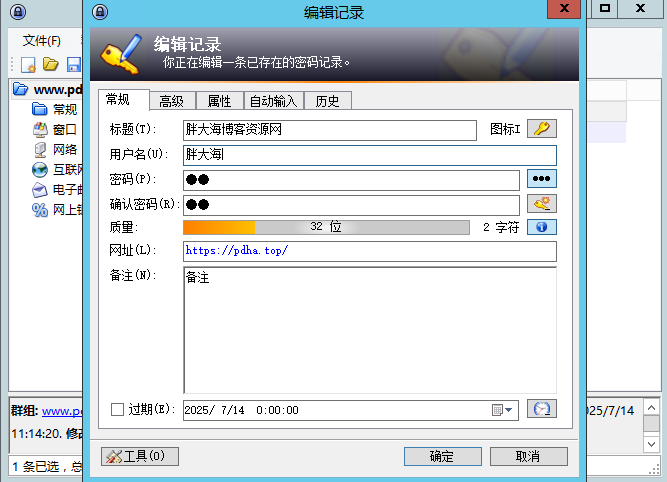 编辑记录
文件(F)
编辑记录
你正在编辑一条已存在的密码记录。
www.pd
常规
窗口
网络
互联网
电子邮
网上银
常规 高级 属性 自动输入 历史
标题(T): 胖大海博客资源网 图标I
用户名(U): 胖大海
密码(P): ●●
确认密码(R): ●●
质量: 32 位 2 字符
网址(L): https://pdha.top/
备注(N): 备注
过期(E): 2025/ 7/14 0:00:00
工具(O) 确定 取消
群组: www.pd
025/7/14
11:14:20. 修改
1 条已选，总